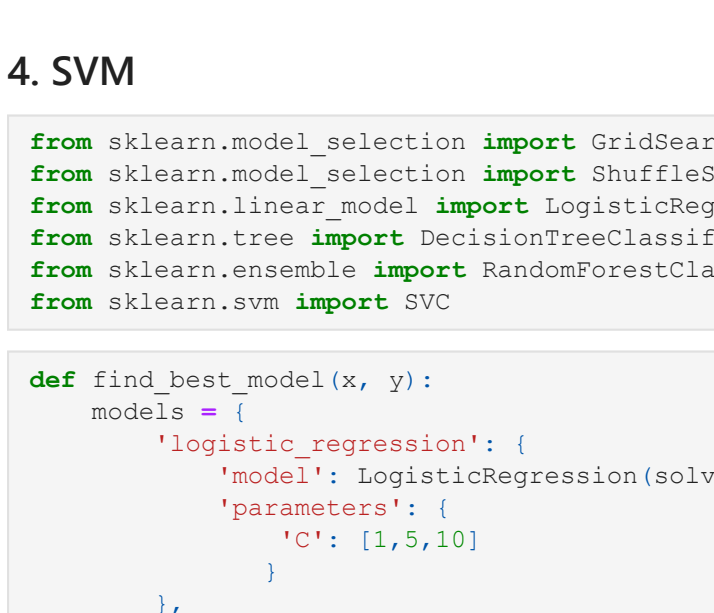 4. SVM
from sklearn.model_selection import GridSear
from sklearn.model_selection import ShuffleS
from sklearn.linear_model import LogisticReg
from sklearn.tree import DecisionTreeClassif
from sklearn.ensemble import RandomForestCla
from sklearn.svm import SVC
def find_best_model(x, y):
    models = {
        'logistic_regression': {
            'model': LogisticRegression(solv
            'parameters': {
                'C': [1,5,10]
               }
        },